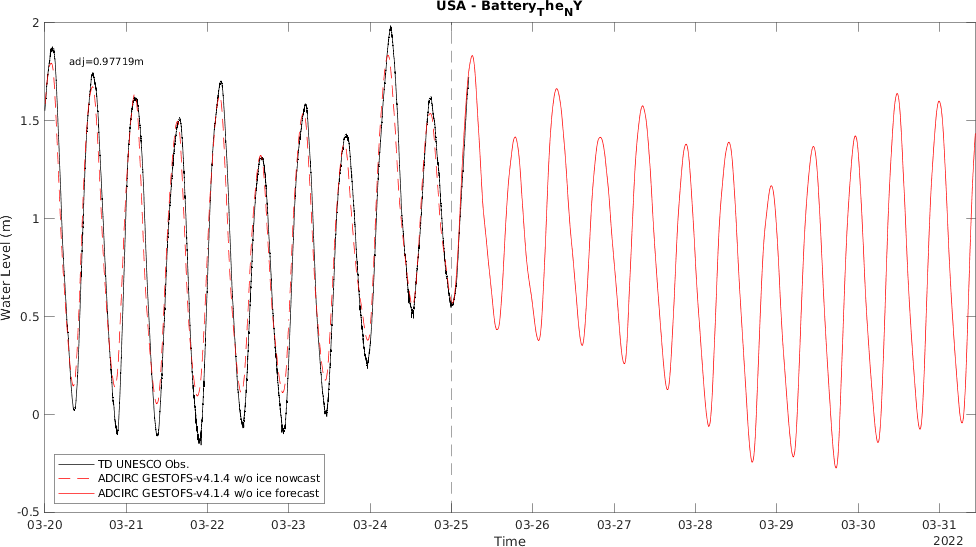 USA - BatteryTheNY
2
adj=0.97719m
1.5
1
Water Level (m)
0.5
0
TD UNESCO Obs.
ADCIRC GESTOFS-v4.1.4 w/o ice nowcast
ADCIRC GESTOFS-v4.1.4 w/o ice forecast
-0.5
03-20 03-21 03-22 03-23 03-24 03-25 03-26 03-27 03-28 03-29 03-30 03-31
Time
2022